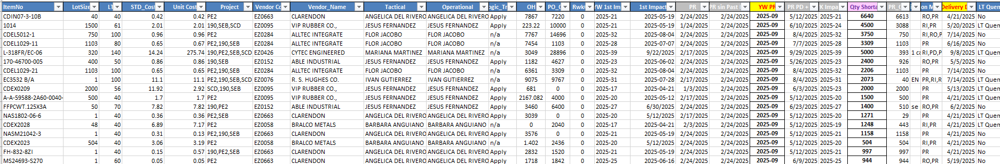 ItemNo LotSize LT STD_Cost Unit Cost Project Vendor Co Vendor_Name Tactical Operational ogic_Tr OH PO_ Rwk YW 1st Im 1st Impact PR PR sin Past YW PR PR PD + K Impa Qty Shorta PR_ on M Delivery D LT Quem
CDIN07-3-10B 40 40 0.42 0.42 PE2 EZ0663 CLARENDON ANGELICA DEL RIVERO ANGELICA DEL RIVERO Apply 7867 7220 0 2025-21 2025-05-19 2/24/2025 2/24/2025 2025-09 5/12/2025 2025-21 6640 6613 RO,PR 4/21/2025 No
1014 1500 61 2.01 2.01 190,SEB,SCD EZ0095 VIP RUBBER CO., JESUS FERNANDEZ JESUS FERNANDEZ Apply 223.22 10000 0 2025-21 2025-05-19 1/24/2025 2/24/2025 2025-09 6/10/2025 2025-24 4500 3088 RI,PR 5/20/2025 LT Quem
CDEL5012-1 750 100 0.96 0.96 PE2 EZ0284 ALLTEC INTEGRATE FLOR JACOBO FLOR JACOBO n/a 7767 14696 0 2025-32 2025-08-04 2/24/2025 2/24/2025 2025-09 8/4/2025 2025-32 3750 750 RI,RO,P 7/14/2025 No
CDEL1029-11 1103 80 0.65 0.67 PE2,190,SEB EZ0284 ALLTEC INTEGRATE FLOR JACOBO FLOR JACOBO n/a 7454 1103 0 2025-28 2025-07-07 2/24/2025 2/24/2025 2025-09 7/7/2025 2025-28 3309 1103 PR 6/16/2025 No
L-318FR/EC-06 320 140 14.24 275.74 190,PE2,SEB,SCD EZ0426 CYTEC ENGINEERED MARIANA MARTINEZ MARIANA MARTINEZ n/a 3049 28896 0 2025-39 9/22/2025 2/17/2025 2/24/2025 2025-09 9/29/2025 2025-39 5000 393 1 ca RI,PD,P 9/8/2025 LT Quem
170-46700-005 400 50 0.86 0.86 190,SEB EZ0152 ABLE INDUSTRIAL JESUS FERNANDEZ JESUS FERNANDEZ Apply 1182 4627 0 2025-23 2025-06-02 2/24/2025 2/24/2025 2025-09 5/26/2025 2025-23 2400 926 RO,PR 5/5/2025 No
CDEL1029-21 1103 100 0.65 0.66 PE2,190,SEB EZ0284 ALLTEC INTEGRATE FLOR JACOBO FLOR JACOBO n/a 6361 3309 0 2025-32 2025-08-04 2/24/2025 2/24/2025 2025-09 8/4/2025 2025-32 2206 1103 PR 7/14/2025 No
EC3532 B/A 1 100 11.1 11.1 PE2,190,SEB,SCD EZ0076 R. S. HUGHES CO. IVAN GUTIERREZ IVAN GUTIERREZ n/a 9075 9767 0 2025-31 2025-07-28 2/17/2025 2/24/2025 2025-09 8/4/2025 2025-31 2073 40 EN PR,RI,R 7/14/2025 LT Quem
CDEX0209 2000 56 11.92 2.92 SCD,190,SEB EZ0095 VIP RUBBER CO., JESUS FERNANDEZ JESUS FERNANDEZ Apply 681 0 0 2025-17 2025-04-21 1/3/2025 2/24/2025 2025-09 6/3/2025 2025-23 2000 2000 PR 5/13/2025 LT Quem
A-A-59588-2A60-0040- 500 40 1.7 1.7 PE2 EZ0095 VIP RUBBER CO., JESUS FERNANDEZ JESUS FERNANDEZ Apply 2167.082 4000 0 2025-20 2025-05-12 2/17/2025 2/24/2025 2025-09 5/12/2025 2025-20 1500 500 PR 4/21/2025 LT Quem
FFPCWT.125X3A 50 70 7.82 7.82 190,PE2 EZ0152 ABLE INDUSTRIAL JESUS FERNANDEZ JESUS FERNANDEZ Apply 3460 6400 0 2025-27 6/30/2025 2/24/2025 2/24/2025 2025-09 6/23/2025 2025-27 1400 510 se RO,PR 6/2/2025 No
NAS1802-06-6 1 40 0.36 0.36 PE2,SEB EZ0663 CLARENDON ANGELICA DEL RIVERO ANGELICA DEL RIVERO Apply 3039 0 0 2025-20 5/12/2025 2/17/2025 2/24/2025 2025-09 5/12/2025 2025-20 1271 29 PR 4/21/2025 LT Quem
CDEX2028 48 40 6.89 7.17 PE2 EZ0058 BRALCO METALS BARBARA ANGUIANO BARBARA ANGUIANO n/a 0 2040 0 2025-17 2025-04-21 2/3/2025 2/24/2025 2025-09 5/12/2025 2025-19 1248 443 RI,PR 4/21/2025 LT Quem
NASM21042-3 1 40 0.31 0.13 PE2,190,SEB EZ0663 CLARENDON ANGELICA DEL RIVERO ANGELICA DEL RIVERO Apply 3576 0 0 2025-21 2025-05-19 2/24/2025 2/24/2025 2025-09 5/12/2025 2025-21 1158 1158 PR 4/21/2025 No
CDEX2023 504 40 3.06 3.19 PE2 EZ0058 BRALCO METALS BARBARA ANGUIANO BARBARA ANGUIANO n/a 1.402 2436 0 2025-20 5/12/2025 2/24/2025 2/24/2025 2025-09 5/12/2025 2025-20 504 504 RI,PR 4/21/2025 No
FH-832-8ZI 1 40 0.15 0.57 190,PE2,SEB EZ0663 CLARENDON ANGELICA DEL RIVERO ANGELICA DEL RIVERO Apply 2832 1520 0 2025-21 2025-05-19 2/24/2025 2/24/2025 2025-09 5/12/2025 2025-21 997 997 PR 4/21/2025 No
MS24693-S270 1 60 0.05 0.05 PE2 EZ0663 CLARENDON ANGELICA DEL RIVERO ANGELICA DEL RIVERO Apply 1718 1842 0 2025-25 2025-06-16 2/24/2025 2/24/2025 2025-09 6/9/2025 2025-25 944 944 RO,PR 5/19/2025 No